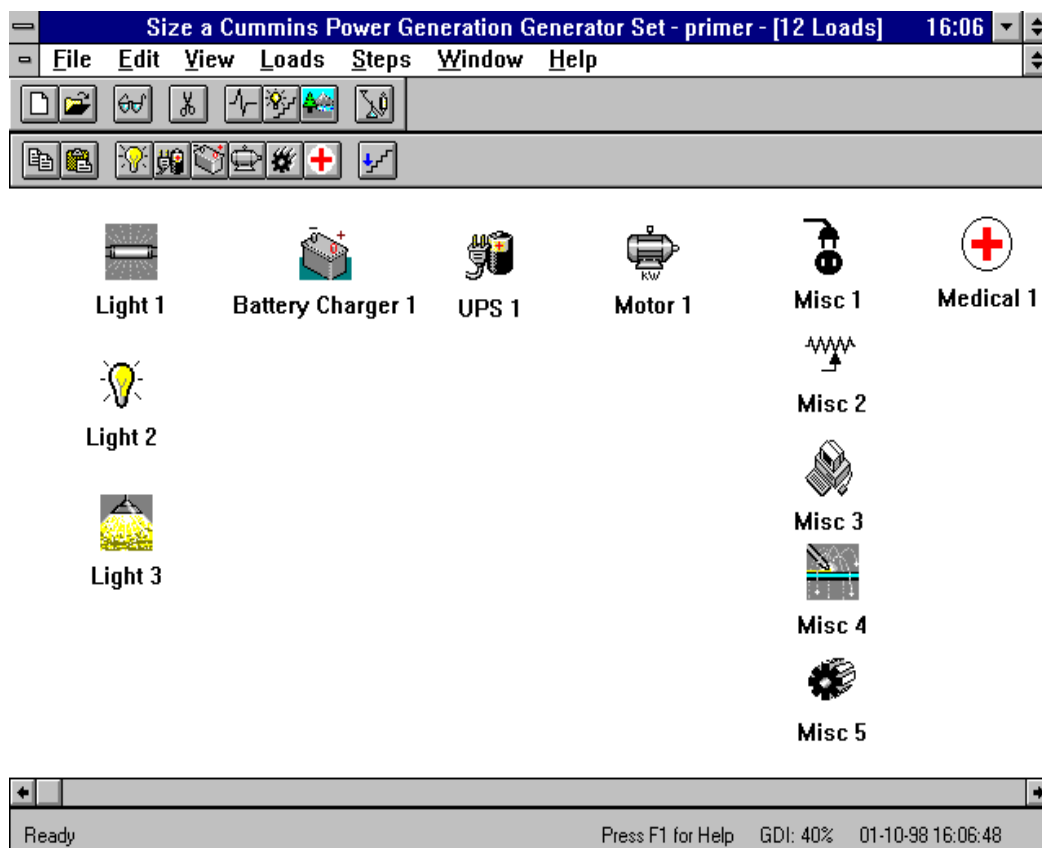 Size a Cummins Power Generation Generator Set - primer - [12 Loads] 16:06
File Edit View Loads Steps Window Help
Light 1
Battery Charger 1
UPS 1
KW
Motor 1
Misc 1
Medical 1
Light 2
Misc 2
Misc 3
Light 3
Misc 4
Misc 5
Ready Press F1 for Help GDI: 40% 01-10-98 16:06:48